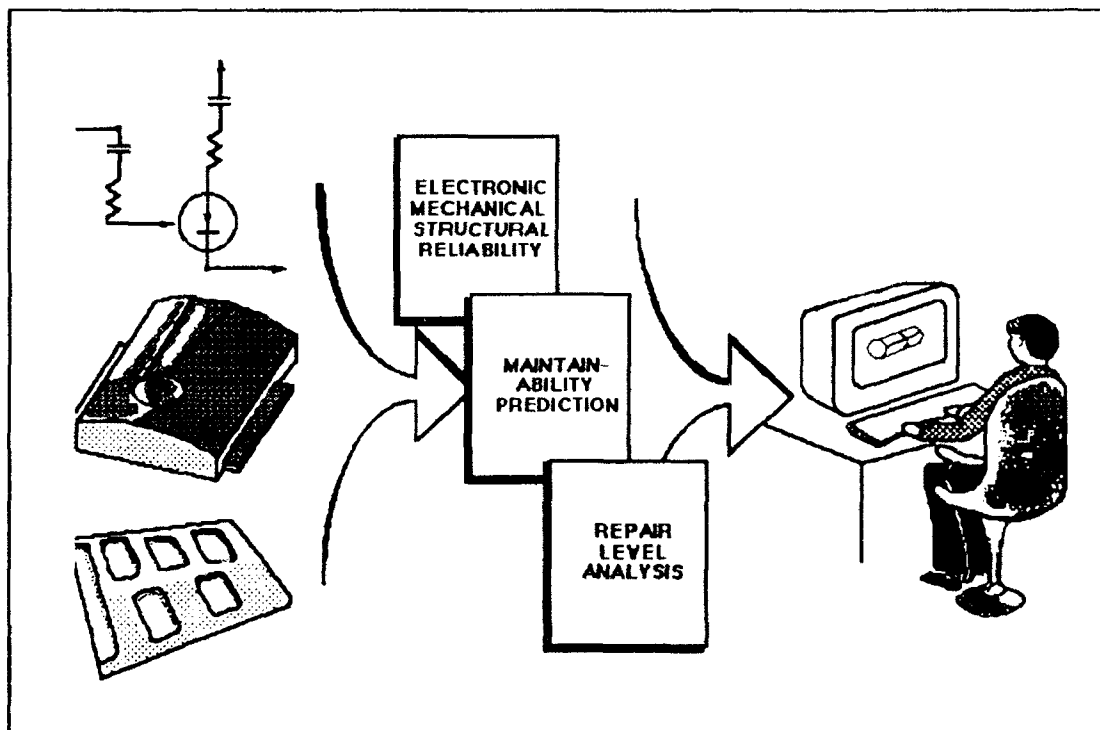 ELECTRONIC
MECHANICAL
STRUCTURAL
RELIABILITY
MAINTAIN-
ABILITY
PREDICTION
REPAIR
LEVEL
ANALYSIS